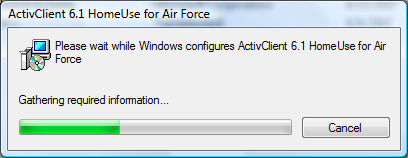 ActivClient 6.1 HomeUse for Air Force
Please wait while Windows configures ActivClient 6.1 HomeUse for Air
Force
Gathering required information...
Cancel